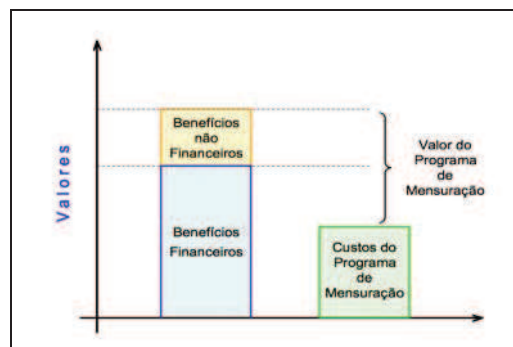 Valores
Benefícios
não
Financeiros
Benefícios
Financeiros
Custos do
Programa
de
Mensuração
Valor do
Programa
de
Mensuração